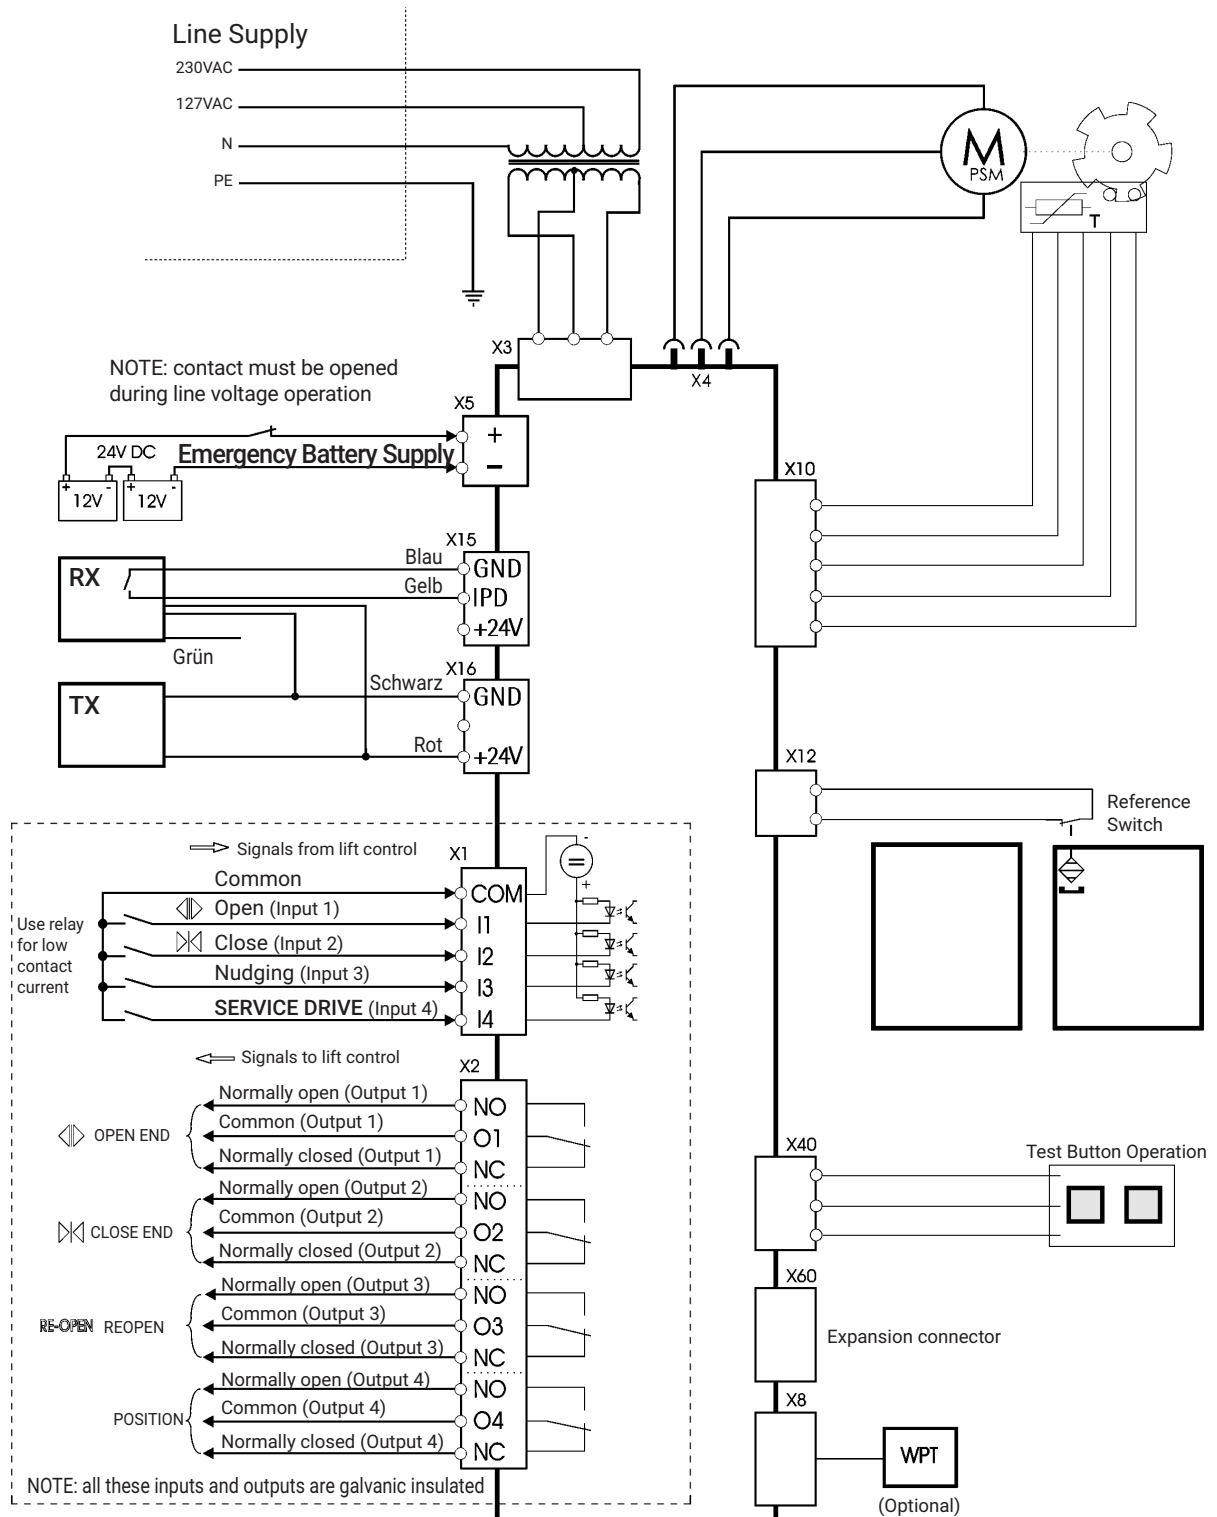 Line Supply
230VAC
127VAC
N
PE
M
PSM
T
X3
X4
NOTE: contact must be opened
during line voltage operation
X5
+
−
24V DC
Emergency Battery Supply
+ -
12V
+ -
12V
X10
X15
RX
Blau
GND
Gelb
IPD
+24V
Grün
X16
TX
Schwarz
GND
Rot
+24V
X12
Reference
Switch
Signals from lift control
X1
-
=
+
Common
COM
Open (Input 1)
I1
Use relay
for low
contact
current
Close (Input 2)
I2
Nudging (Input 3)
I3
SERVICE DRIVE (Input 4)
I4
Signals to lift control
X2
Normally open (Output 1)
NO
OPEN END
Common (Output 1)
O1
Normally closed (Output 1)
NC
Normally open (Output 2)
NO
CLOSE END
Common (Output 2)
O2
Normally closed (Output 2)
NC
Normally open (Output 3)
NO
RE-OPEN REOPEN
Common (Output 3)
O3
Normally closed (Output 3)
NC
Normally open (Output 4)
NO
POSITION
Common (Output 4)
O4
Normally closed (Output 4)
NC
NOTE: all these inputs and outputs are galvanic insulated
X40
Test Button Operation
X60
Expansion connector
X8
WPT
(Optional)